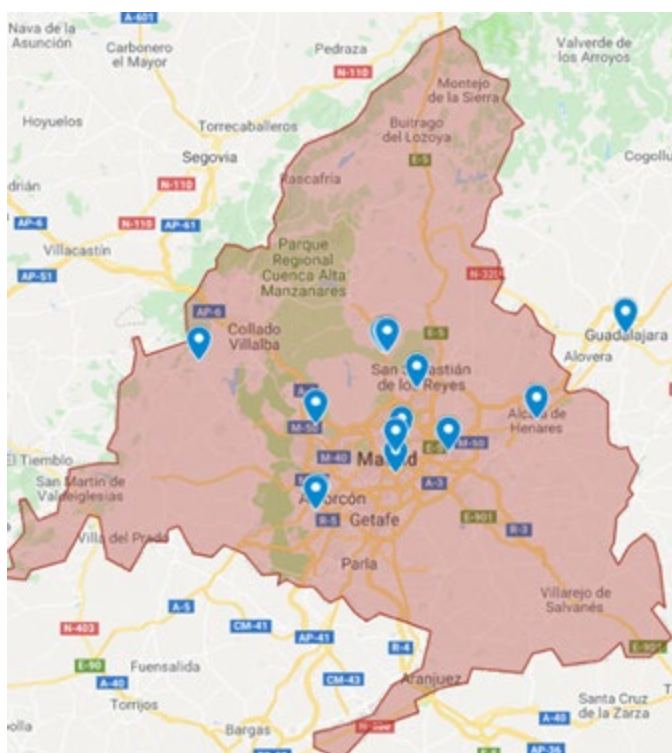 Nava de la
Asunción
A-601
Carbonero
el Mayor
Pedraza
N-110
Valverde de
los Arroyos
Montejo
de la Sierra
Hoyuelos
Torrecaballeros
Buitrago
del Lozoya
Segovia
E-5
Cogollu
drián
N-110
Rascafría
AP-6
N-110
AP-61
Villacastín
Parque
Regional
Cuenca Alta
Manzanares
AP-51
N-320
AP-6
Collado
Villalba
E-5
Guadalajara
Alovera
San Sebastián
de los Reyes
M-50
Alcalá de
Henares
M-50
El Tiemblo
M-40
Madrid
San Martín de
Valdeiglesias
A-3
Alcorcón
R-5
Getafe
E-901
R-3
Villa del Prado
Parla
A-5
Villarejo de
Salvanés
N-403
CM-41
AP-41
R-4
E-901
E-90
Fuensalida
A-40
CM-43
Aranjuez
Torrijos
Santa Cruz
de la Zarza
Bargas
A-40
AP-36